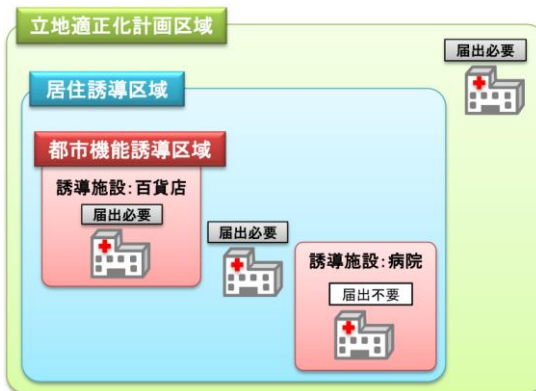 立地適正化計画区域
届出必要
居住誘導区域
都市機能誘導区域
誘導施設:百貨店
届出必要
届出必要
誘導施設:病院
届出不要